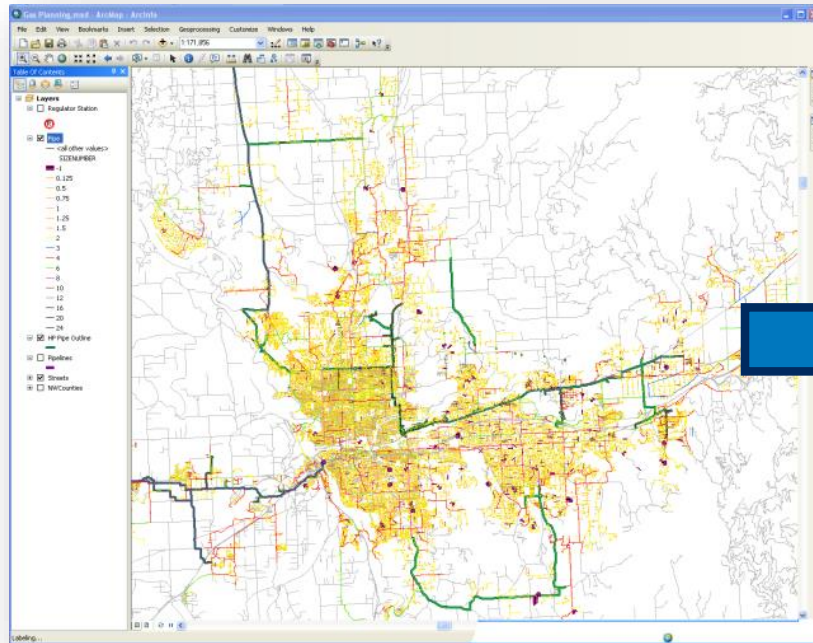 Gas Planning.mxd - ArcMap - ArcInfo
File Edit View Bookmarks Insert Selection Geoprocessing Customize Windows Help
1:171,856
Table Of Contents
Layers
Regulator Station
Pipe
<all other values>
SIZENUMBER
-1
0.125
0.5
0.75
1
1.25
1.5
2
3
4
6
8
10
12
16
20
24
HP Pipe Outline
Pipelines
Streets
NWCounties
Labeling...